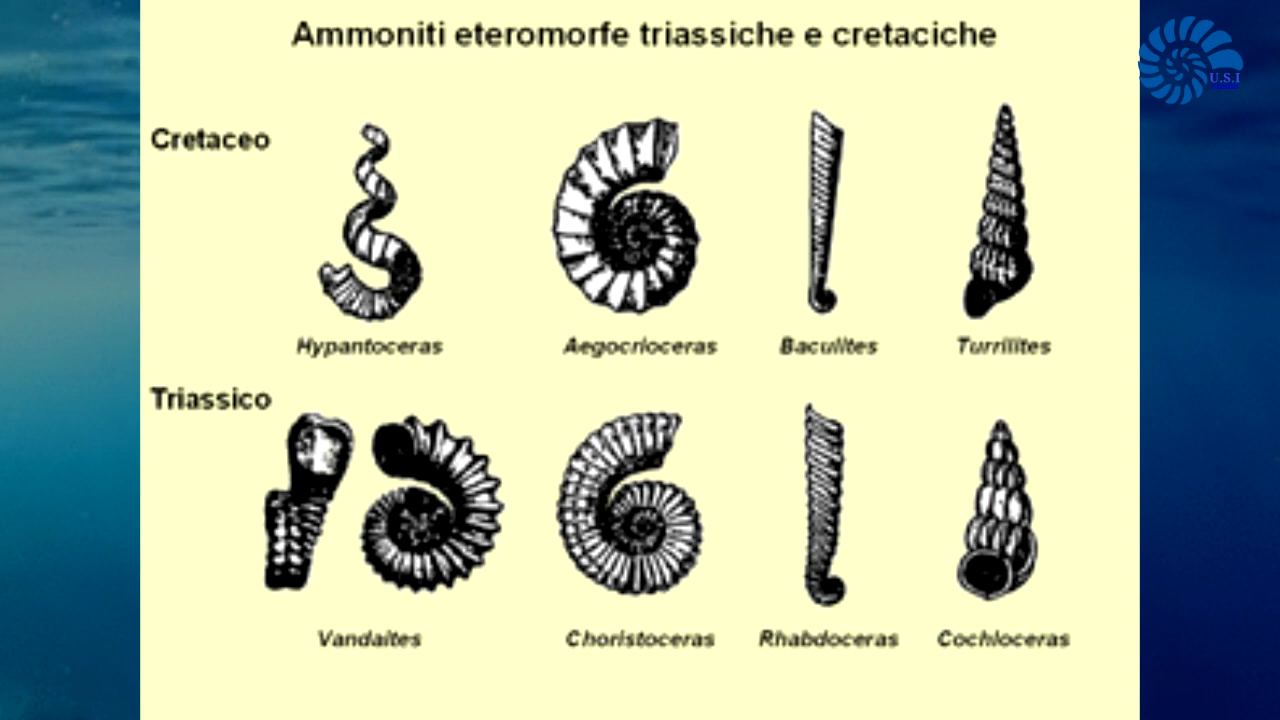 Ammoniti eteromorfe triassiche e cretaciche
U.S.I
Cretaceo
Hypantoceras Aegocrioceras Baculites Turrilites
Triassico
Vandaites Choristoceras Rhabdoceras Cochloceras